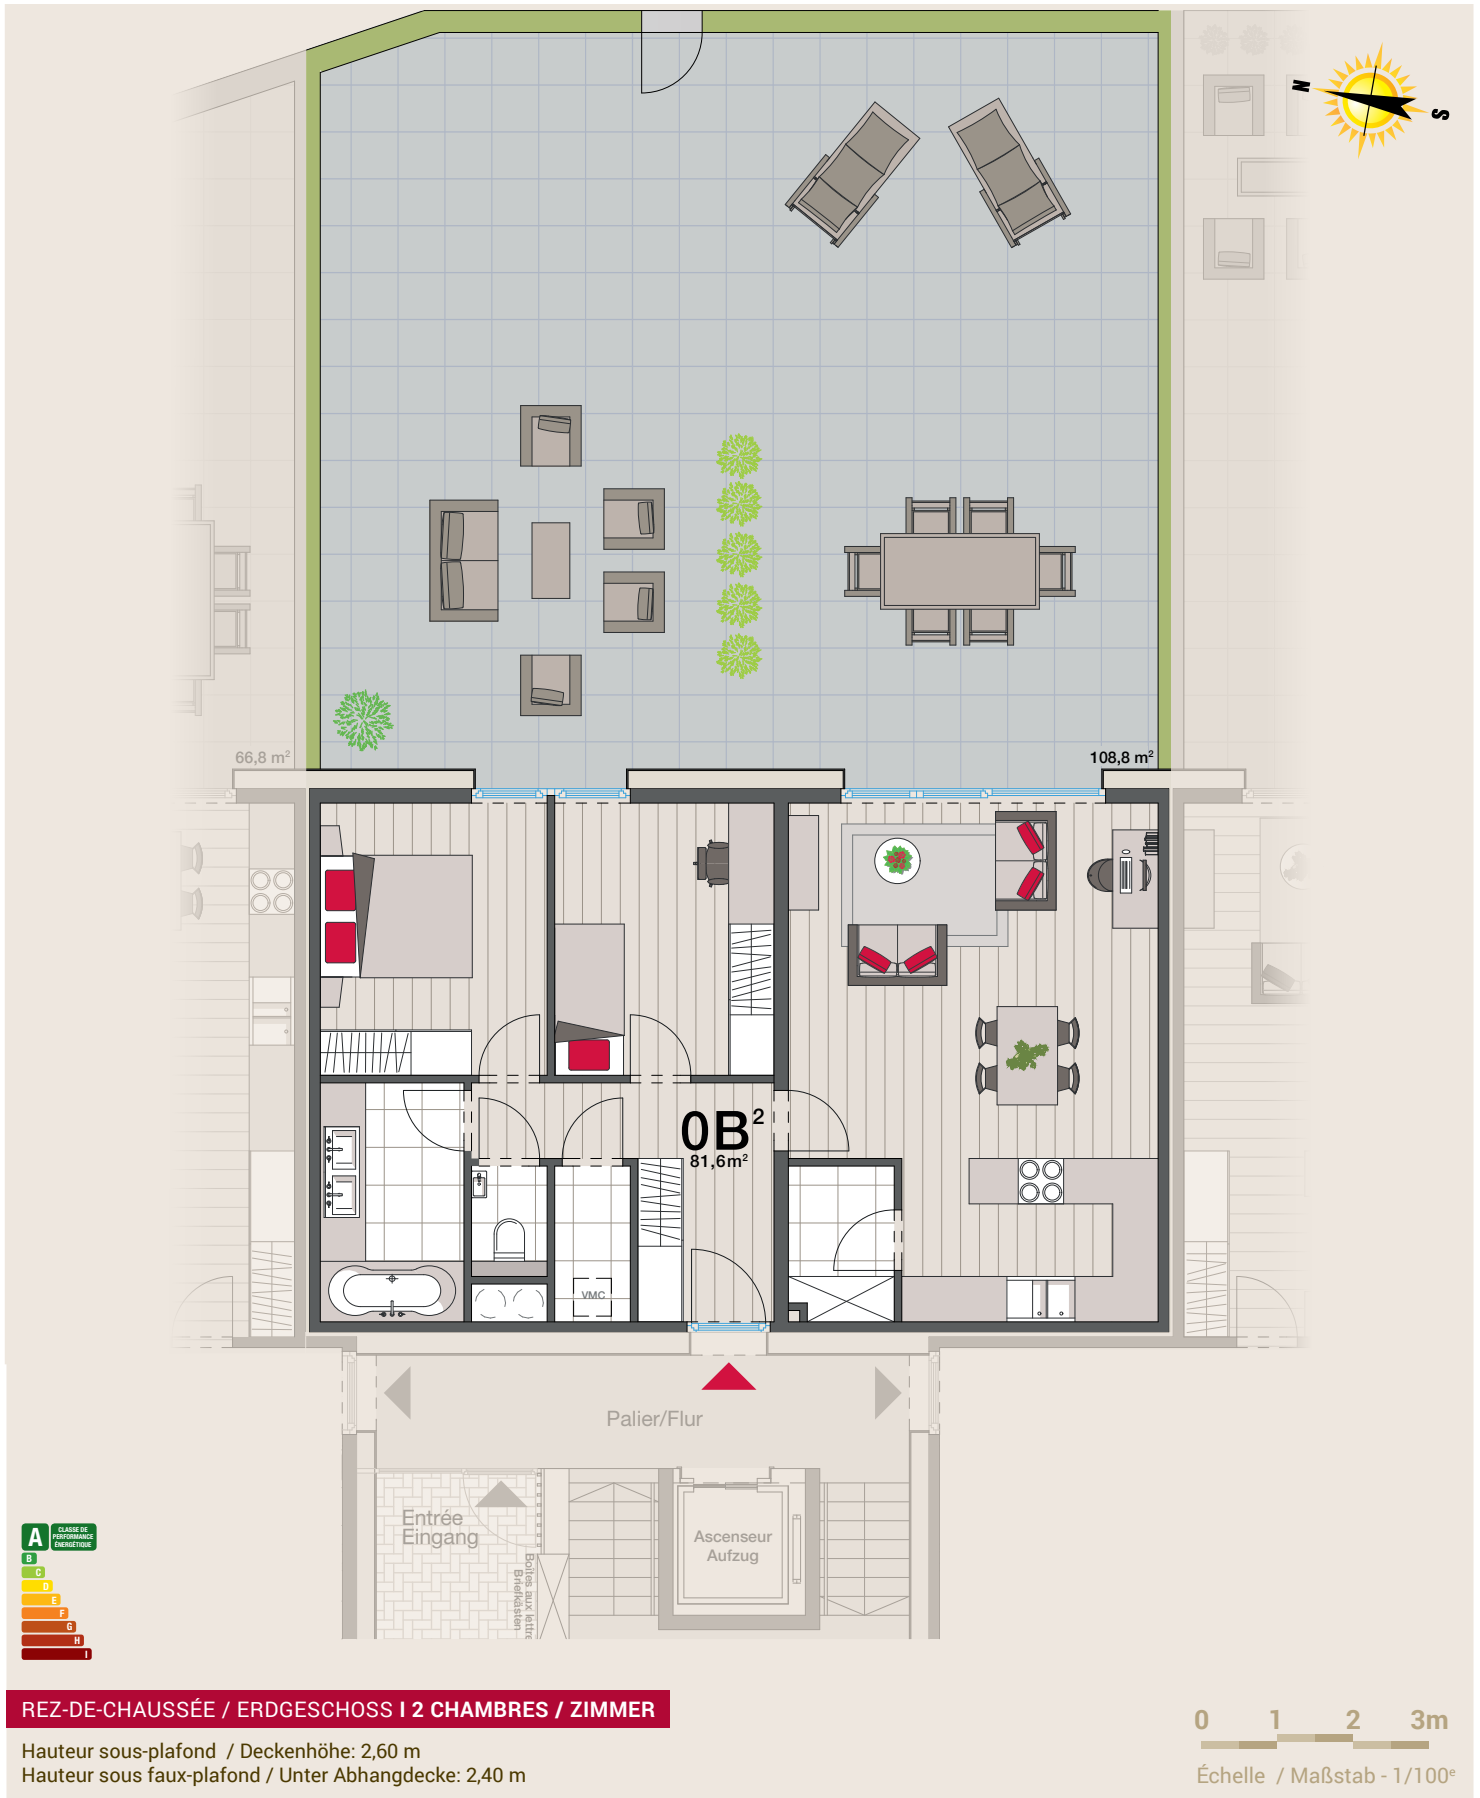 N
S
66,8 m²
108,8 m²
0B²
81,6m²
VMC
Palier/Flur
Entrée
Eingang
Boîtes aux lettre
Briefkästen
Ascenseur
Aufzug
A
CLASSE DE
PERFORMANCE
ÉNERGÉTIQUE
B
C
D
E
F
G
H
I
REZ-DE-CHAUSSÉE / ERDGESCHOSS I 2 CHAMBRES / ZIMMER
Hauteur sous-plafond / Deckenhöhe: 2,60 m
Hauteur sous faux-plafond / Unter Abhangdecke: 2,40 m
0 1 2 3m
Échelle / Maßstab - 1/100ᵉ